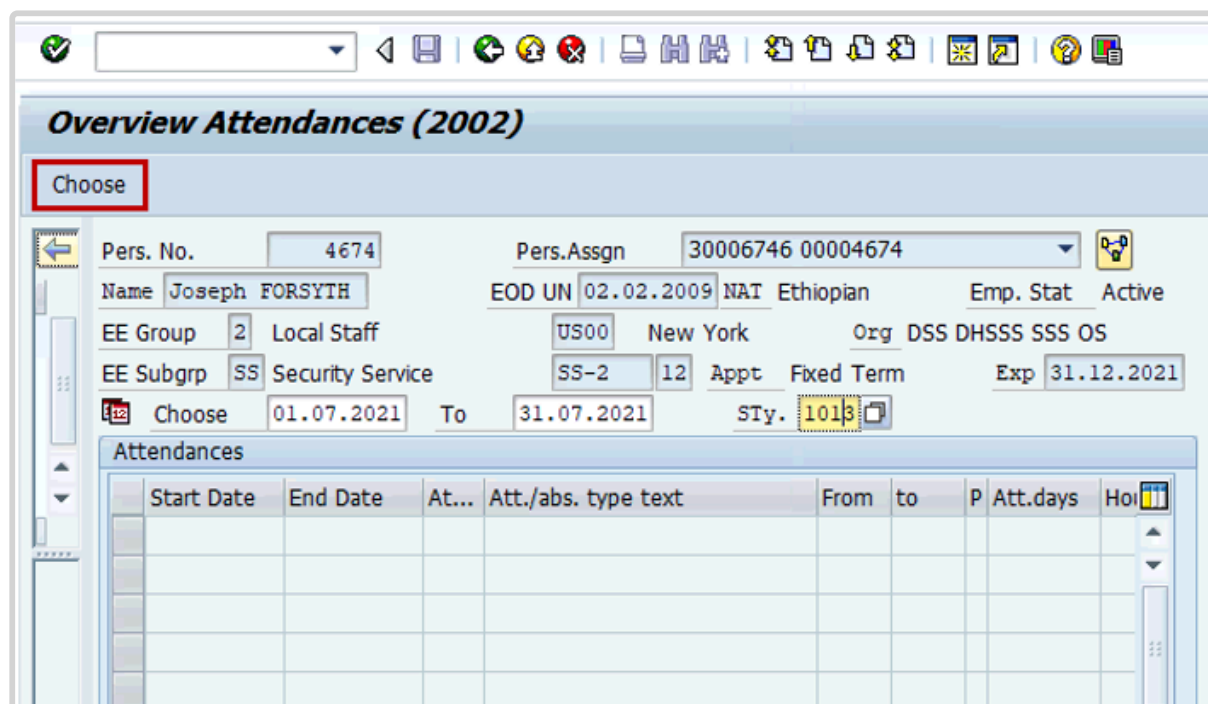 Overview Attendances (2002)
Choose
Pers. No. 4674 Pers.Assgn 30006746 00004674
Name Joseph FORSYTH EOD UN 02.02.2009 NAT Ethiopian Emp. Stat Active
EE Group 2 Local Staff US00 New York Org DSS DHSSS SSS OS
EE Subgrp SS Security Service SS-2 12 Appt Fixed Term Exp 31.12.2021
Choose 01.07.2021 To 31.07.2021 STy. 1013
Attendances
Start Date End Date At... Att./abs. type text From to P Att.days Hou